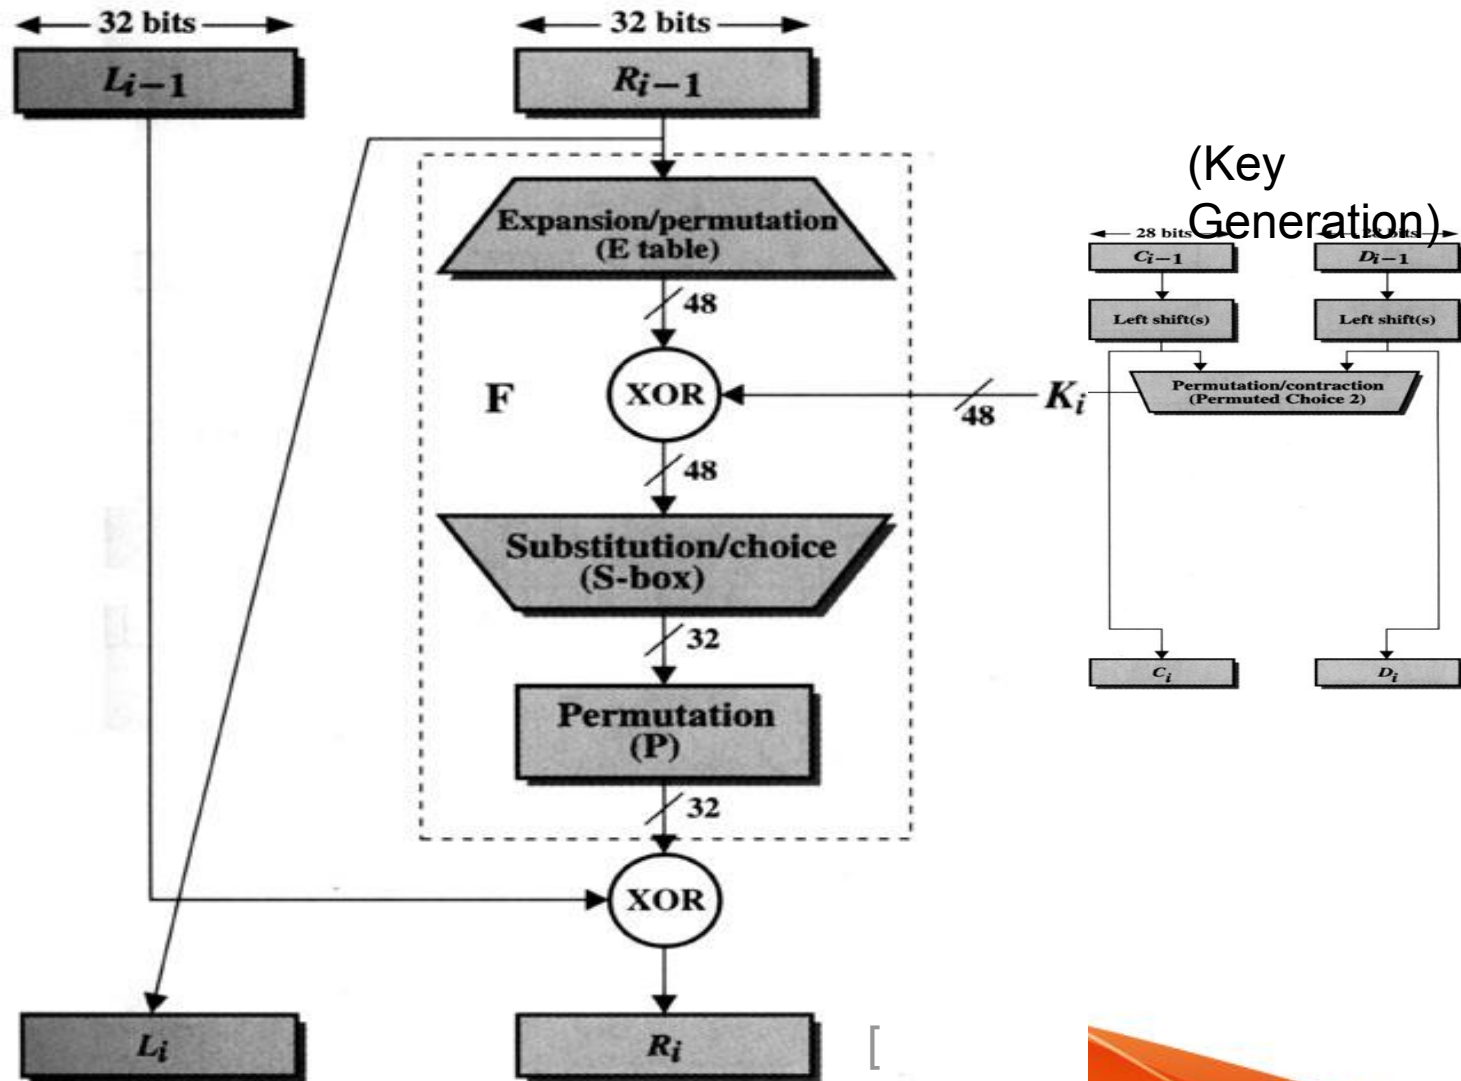 32 bits
32 bits
Li−1
Ri−1
(Key
Generation)
Expansion/permutation
(E table)
28 bits
28 bits
Ci−1
Di−1
48
Left shift(s)
Left shift(s)
F
XOR
48
Ki
Permutation/contraction
(Permuted Choice 2)
48
Substitution/choice
(S-box)
32
Ci
Di
Permutation
(P)
32
XOR
Li
Ri
[